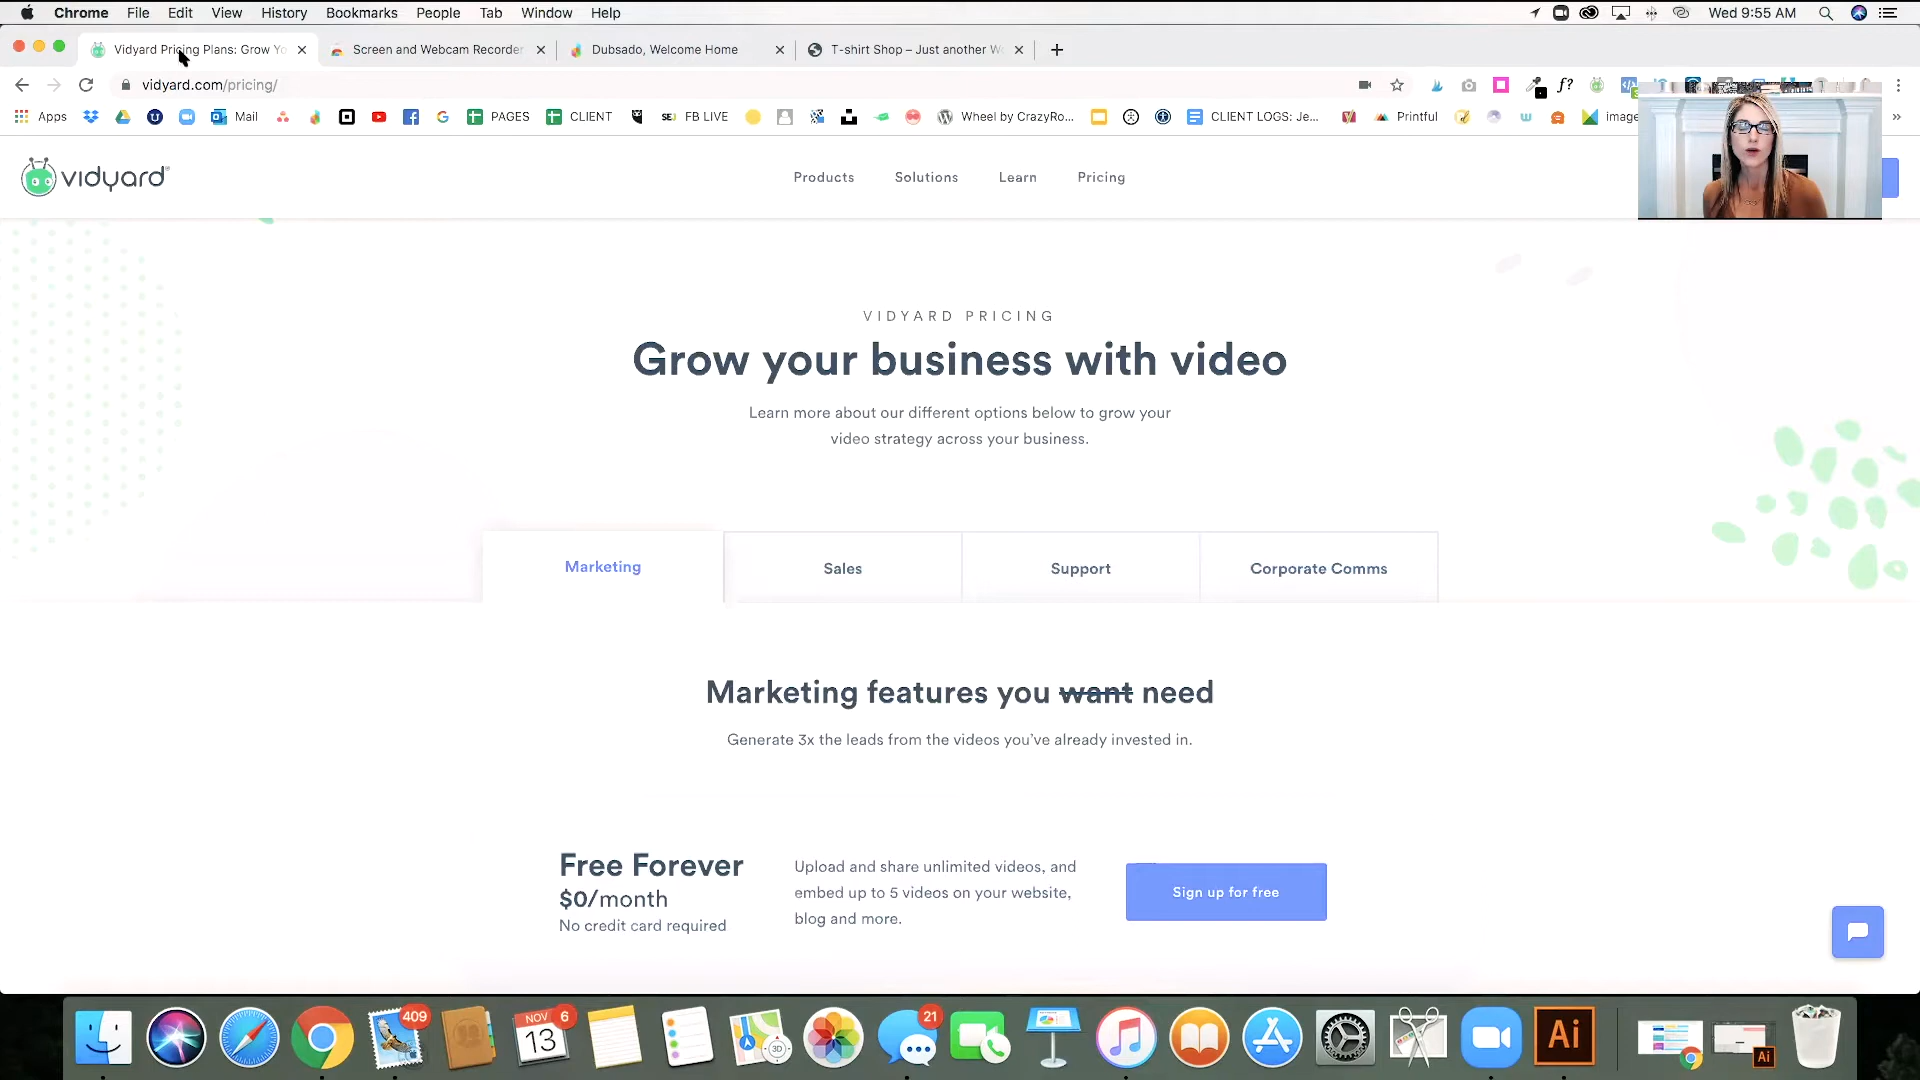 Chrome File Edit View History Bookmarks People Tab Window Help Wed 9:55 AM
Vidyard Pricing Plans: Grow Yo Screen and Webcam Recorder Dubsado, Welcome Home T-shirt Shop – Just another W
vidyard.com/pricing/ f?
Apps Mail PAGES CLIENT SE FB LIVE Wheel by CrazyRo... CLIENT LOGS: Je... Printful image
vidyard
Products Solutions Learn Pricing
VIDYARD PRICING
Grow your business with video
Learn more about our different options below to grow your
video strategy across your business.
Marketing Sales Support Corporate Comms
Marketing features you want need
Generate 3x the leads from the videos you've already invested in.
Free Forever
$0/month
No credit card required
Upload and share unlimited videos, and
embed up to 5 videos on your website,
blog and more.
Sign up for free
409
NOV
13
6
3D
21
Ai
Ai